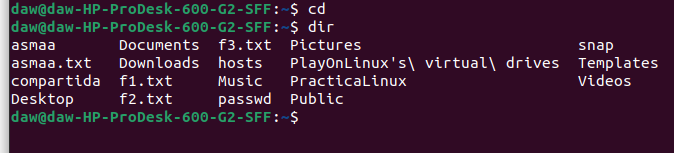 daw@daw-HP-ProDesk-600-G2-SFF:~$ cd
daw@daw-HP-ProDesk-600-G2-SFF:~$ dir
asmaa      Documents  f3.txt  Pictures                       snap
asmaa.txt  Downloads  hosts   PlayOnLinux's\ virtual\ drives  Templates
compartida f1.txt     Music   PracticaLinux                  Videos
Desktop    f2.txt     passwd  Public
daw@daw-HP-ProDesk-600-G2-SFF:~$